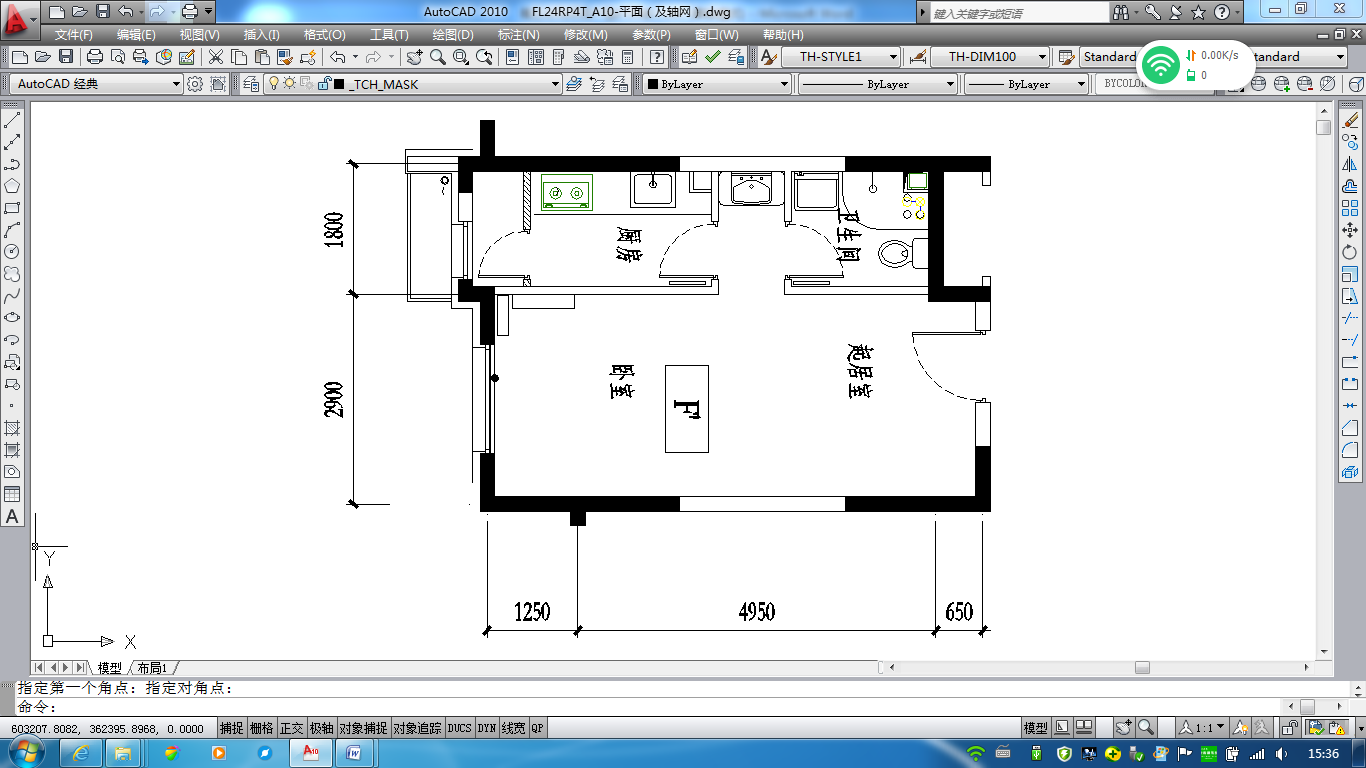 AutoCAD 2010 FL24RP4T_A10-平面（及轴网）.dwg
键入关键字或短语
文件(F) 编辑(E) 视图(V) 插入(I) 格式(O) 工具(T) 绘图(D) 标注(N) 修改(M) 参数(P) 窗口(W) 帮助(H)
TH-STYLE1 TH-DIM100 Standard tandard
0.00K/s
0
AutoCAD 经典 _TCH_MASK ByLayer ByLayer ByLayer BYCOLOR
1800
厨房
卫生间
2900
卧室
F
起居室
1250 4950 650
Y
X
A
模型 布局1
指定第一个角点: 指定对角点:
命令:
603207.8082, 362395.8968, 0.0000 捕捉 栅格 正交 极轴 对象捕捉 对象追踪 DUCS DYN 线宽 QP 模型 1:1
15:36